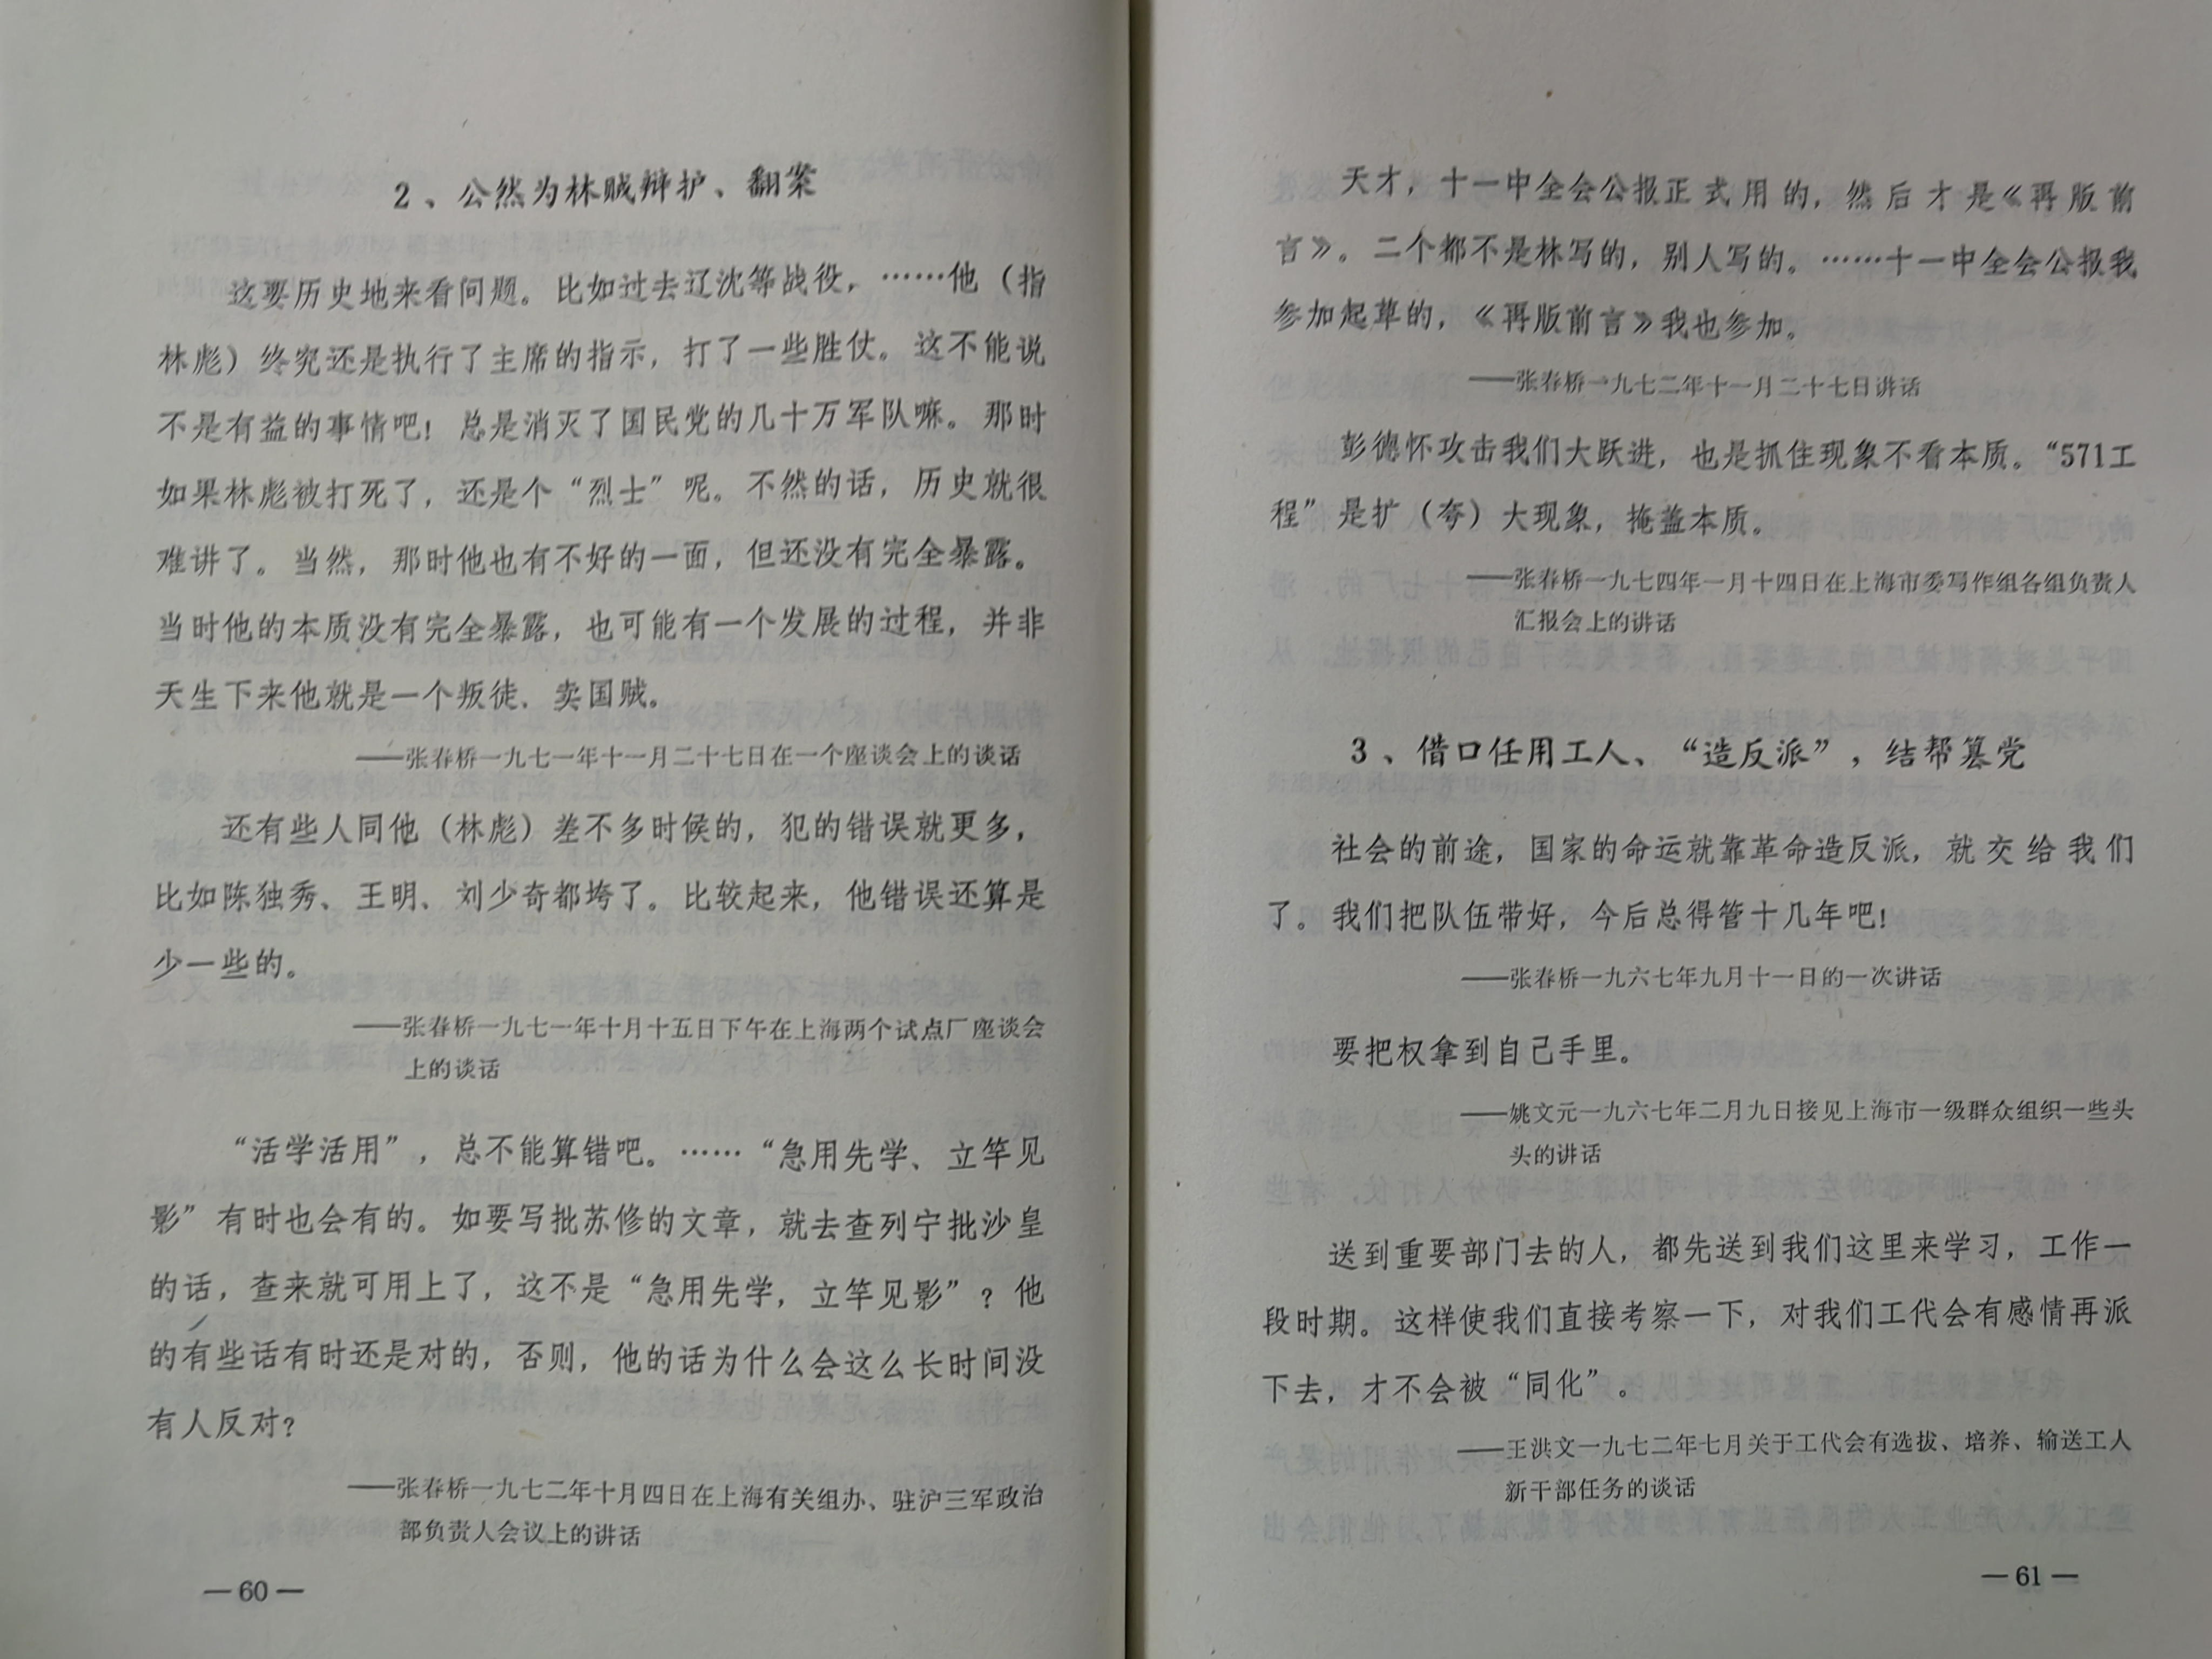 2、公然为林贼辩护、翻案
这要历史地来看问题。比如过去辽沈等战役，……他（指
林彪）终究还是执行了主席的指示，打了一些胜仗。这不能说
不是有益的事情吧！总是消灭了国民党的几十万军队嘛。那时
如果林彪被打死了，还是个“烈士”呢。不然的话，历史就很
难讲了。当然，那时他也有不好的一面，但还没有完全暴露。
当时他的本质没有完全暴露，也可能有一个发展的过程，并非
天生下来他就是一个叛徒、卖国贼。
——张春桥一九七一年十一月二十七日在一个座谈会上的谈话
还有些人同他（林彪）差不多时候的，犯的错误就更多，
比如陈独秀、王明、刘少奇都垮了。比较起来，他错误还算是
少一些的。
——张春桥一九七一年十月十五日下午在上海两个试点厂座谈会
上的谈话
“活学活用”，总不能算错吧。……“急用先学、立竿见
影”有时也会有的。如要写批苏修的文章，就去查列宁批沙皇
的话，查来就可用上了，这不是“急用先学，立竿见影”？他
的有些话有时还是对的，否则，他的话为什么会这么长时间没
有人反对？
——张春桥一九七二年十月四日在上海有关组办、驻沪三军政治
部负责人会议上的讲话
— 60 —
天才，十一中全会公报正式用的，然后才是《再版前
言》。二个都不是林写的，别人写的。……十一中全会公报我
参加起草的，《再版前言》我也参加。
——张春桥一九七二年十一月二十七日讲话
彭德怀攻击我们大跃进，也是抓住现象不看本质。“571工
程”是扩（夸）大现象，掩盖本质。
——张春桥一九七四年一月十四日在上海市委写作组各组负责人
汇报会上的讲话
3、借口任用工人、“造反派”，结帮篡党
社会的前途，国家的命运就靠革命造反派，就交给我们
了。我们把队伍带好，今后总得管十几年吧！
——张春桥一九六七年九月十一日的一次讲话
要把权拿到自己手里。
——姚文元一九六七年二月九日接见上海市一级群众组织一些头
头的讲话
送到重要部门去的人，都先送到我们这里来学习，工作一
段时期。这样使我们直接考察一下，对我们工代会有感情再派
下去，才不会被“同化”。
——王洪文一九七二年七月关于工代会有选拔、培养、输送工人
新干部任务的谈话
— 61 —